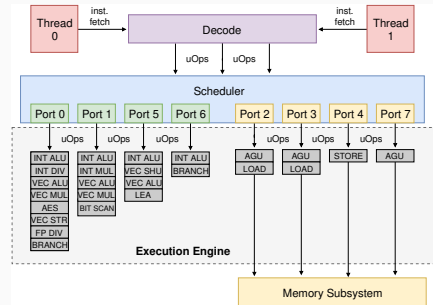 Thread
0
inst.
fetch
Decode
inst.
fetch
Thread
1
uOps
uOps
Scheduler
Port 0
Port 1
Port 5
Port 6
Port 2
Port 3
Port 4
Port 7
uOps
uOps
uOps
uOps
uOps
uOps
INT ALU
INT DIV
VEC ALU
VEC MUL
AES
VEC STR
FP DIV
BRANCH
INT ALU
INT MUL
VEC ALU
VEC MUL
BIT SCAN
INT ALU
VEC SHU
VEC ALU
LEA
INT ALU
BRANCH
AGU
LOAD
AGU
LOAD
STORE
AGU
Execution Engine
Memory Subsystem